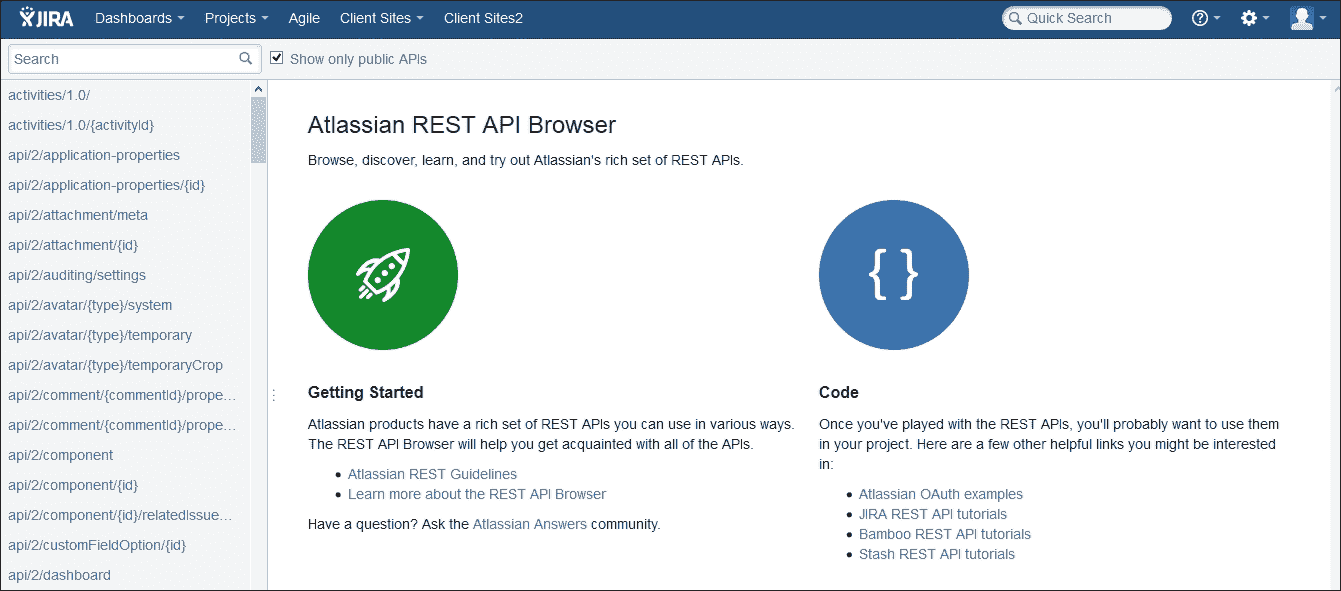 JIRA Dashboards Projects Agile Client Sites Client Sites2 Quick Search
Search Show only public APIs
activities/1.0/
activities/1.0/{activityId}
api/2/application-properties
api/2/application-properties/{id}
api/2/attachment/meta
api/2/attachment/{id}
api/2/auditing/settings
api/2/avatar/{type}/system
api/2/avatar/{type}/temporary
api/2/avatar/{type}/temporaryCrop
api/2/comment/{commentId}/prope...
api/2/comment/{commentId}/prope...
api/2/component
api/2/component/{id}
api/2/component/{id}/relatedIssue...
api/2/customFieldOption/{id}
api/2/dashboard
Atlassian REST API Browser
Browse, discover, learn, and try out Atlassian's rich set of REST APIs.
{ }
Getting Started
Atlassian products have a rich set of REST APIs you can use in various ways.
The REST API Browser will help you get acquainted with all of the APIs.
• Atlassian REST Guidelines
• Learn more about the REST API Browser
Have a question? Ask the Atlassian Answers community.
Code
Once you've played with the REST APIs, you'll probably want to use them
in your project. Here are a few other helpful links you might be interested
in:
• Atlassian OAuth examples
• JIRA REST API tutorials
• Bamboo REST API tutorials
• Stash REST API tutorials